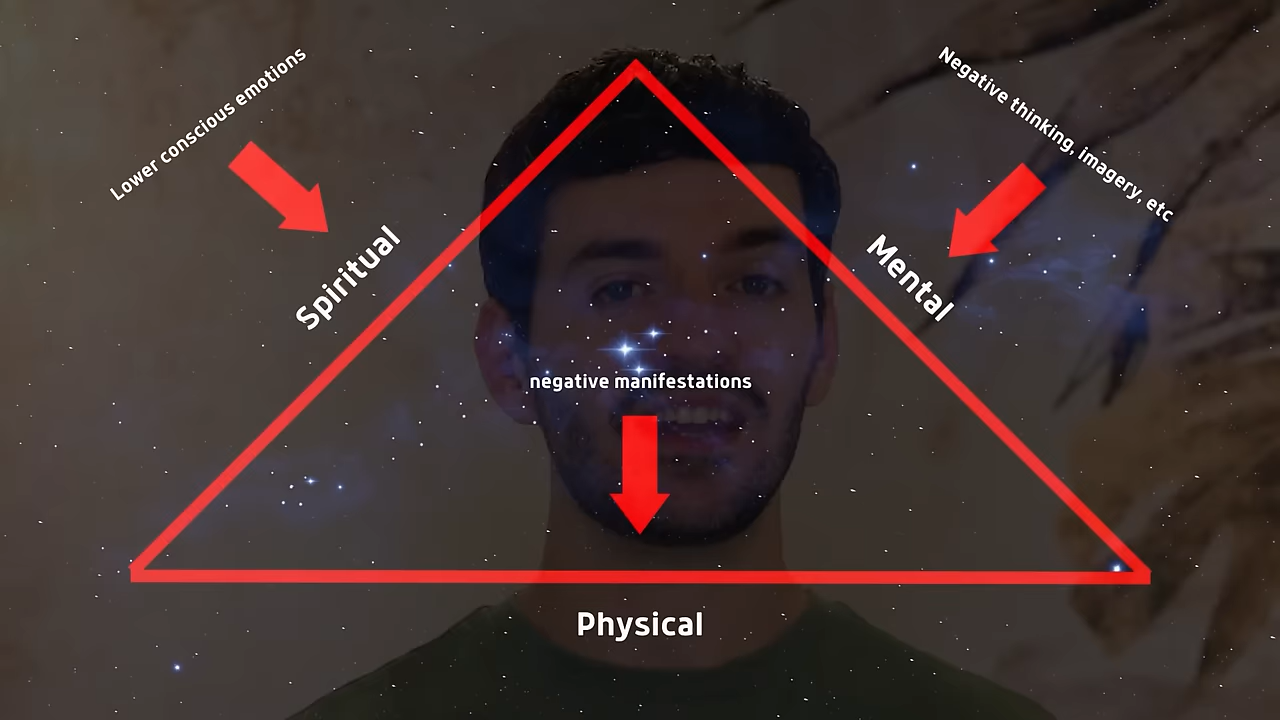 Lower conscious emotions
Negative thinking, imagery, etc
Spiritual
Mental
negative manifestations
Physical